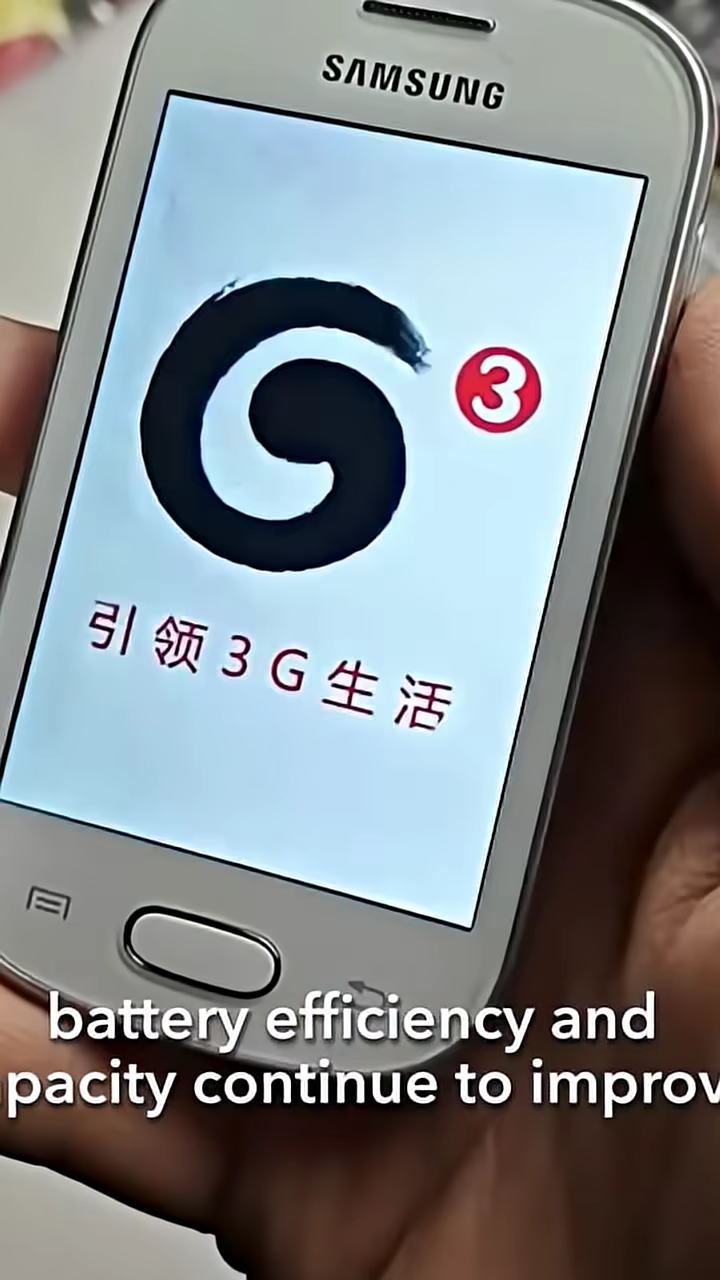 SAMSUNG
3
引领3G生活
battery efficiency and
pacity continue to improv